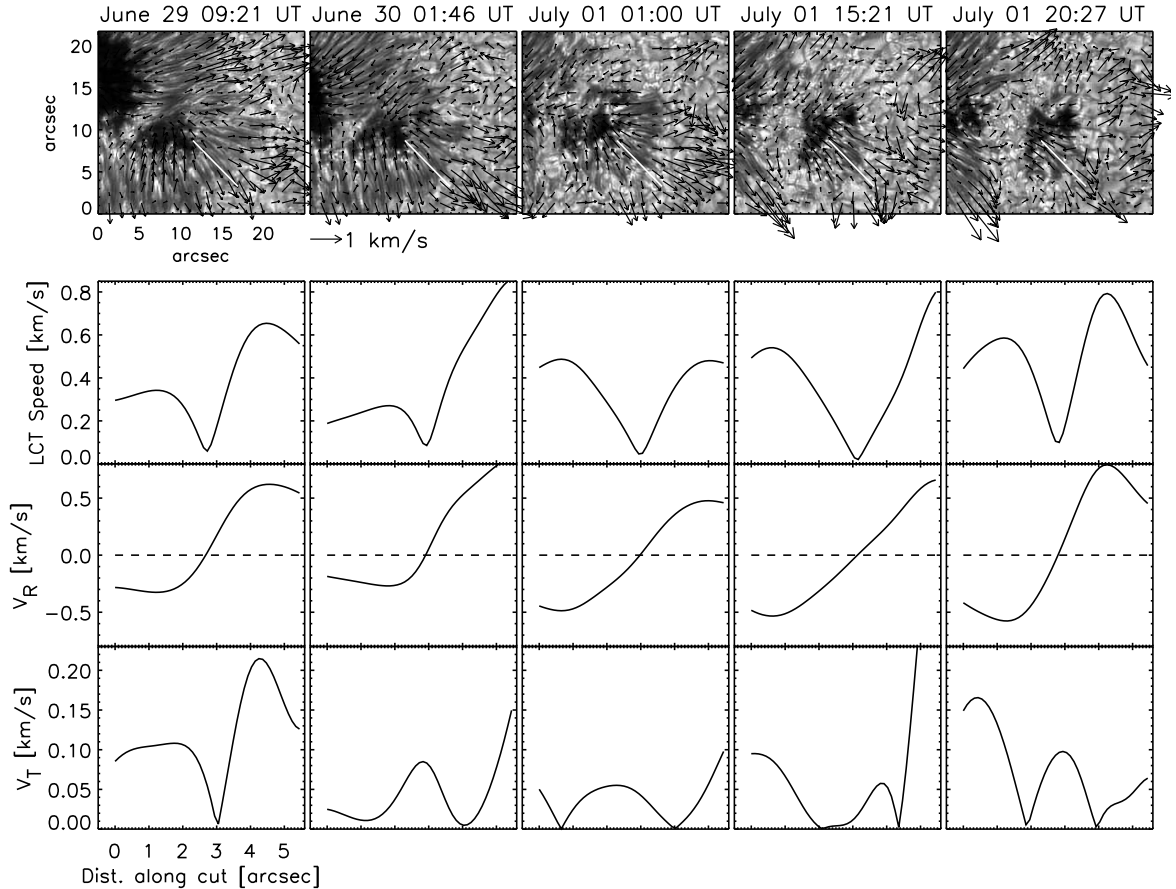 June 29 09:21 UT
June 30 01:46 UT
July 01 01:00 UT
July 01 15:21 UT
July 01 20:27 UT
20
15
10
5
0
arcsec
0 5 10 15 20
arcsec
1 km/s
0.8
0.6
0.4
0.2
0.0
LCT Speed [km/s]
0.5
0.0
−0.5
V_R [km/s]
0.20
0.15
0.10
0.05
0.00
V_T [km/s]
0 1 2 3 4 5
Dist. along cut [arcsec]